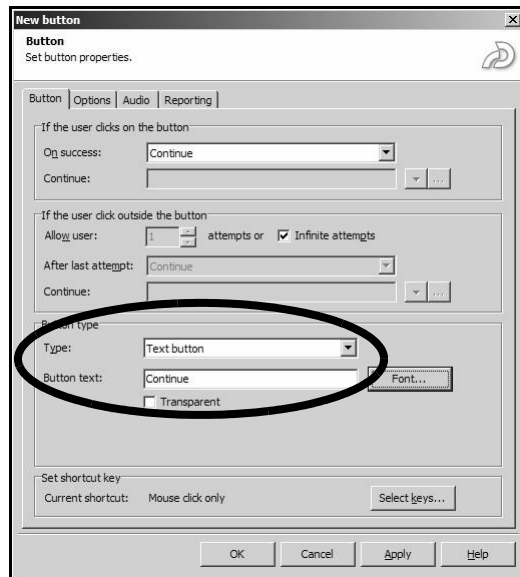 New button
Button
Set button properties.
Button Options Audio Reporting
If the user clicks on the button
On success: Continue
Continue: ...
If the user click outside the button
Allow user: 1 attempts or Infinite attempts
After last attempt: Continue
Continue: ...
Button type
Type: Text button
Button text: Continue Font...
Transparent
Set shortcut key
Current shortcut: Mouse click only Select keys...
OK Cancel Apply Help